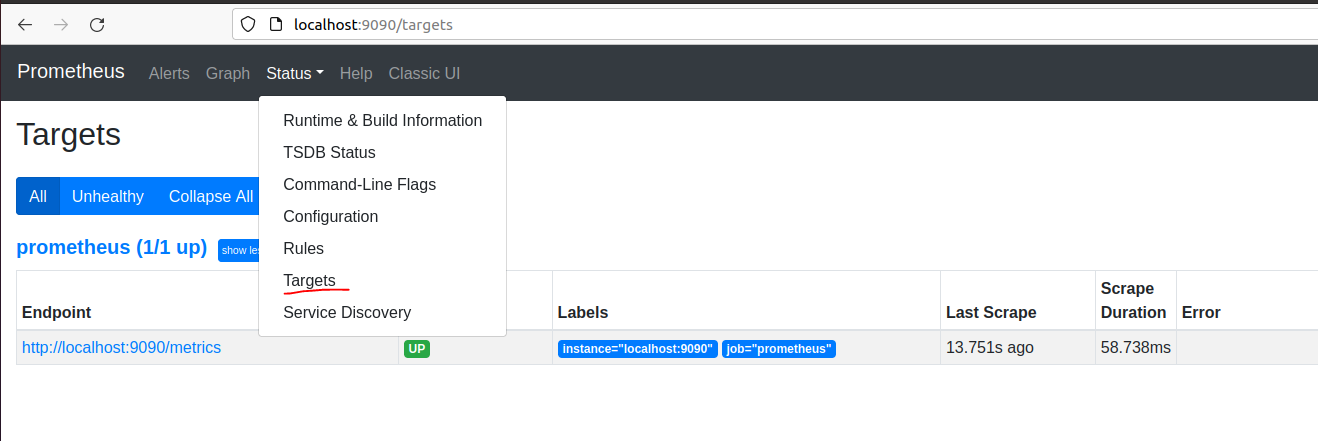 localhost:9090/targets
Prometheus Alerts Graph Status Help Classic UI
Runtime & Build Information
TSDB Status
Command-Line Flags
Configuration
Rules
Targets
Service Discovery
Targets
All Unhealthy Collapse All
prometheus (1/1 up) show les
Endpoint Labels Last Scrape Scrape Duration Error
http://localhost:9090/metrics UP instance="localhost:9090" job="prometheus" 13.751s ago 58.738ms